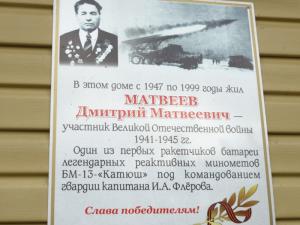 В этом доме с 1947 по 1999 годы жил
МАТВЕЕВ
Дмитрий Матвеевич —
участник Великой Отечественной войны
1941-1945 гг.
Один из первых ракетчиков батареи
легендарных реактивных минометов
БМ-13-«Катюш» под командованием
гвардии капитана И.А. Флёрова.
Слава победителям!